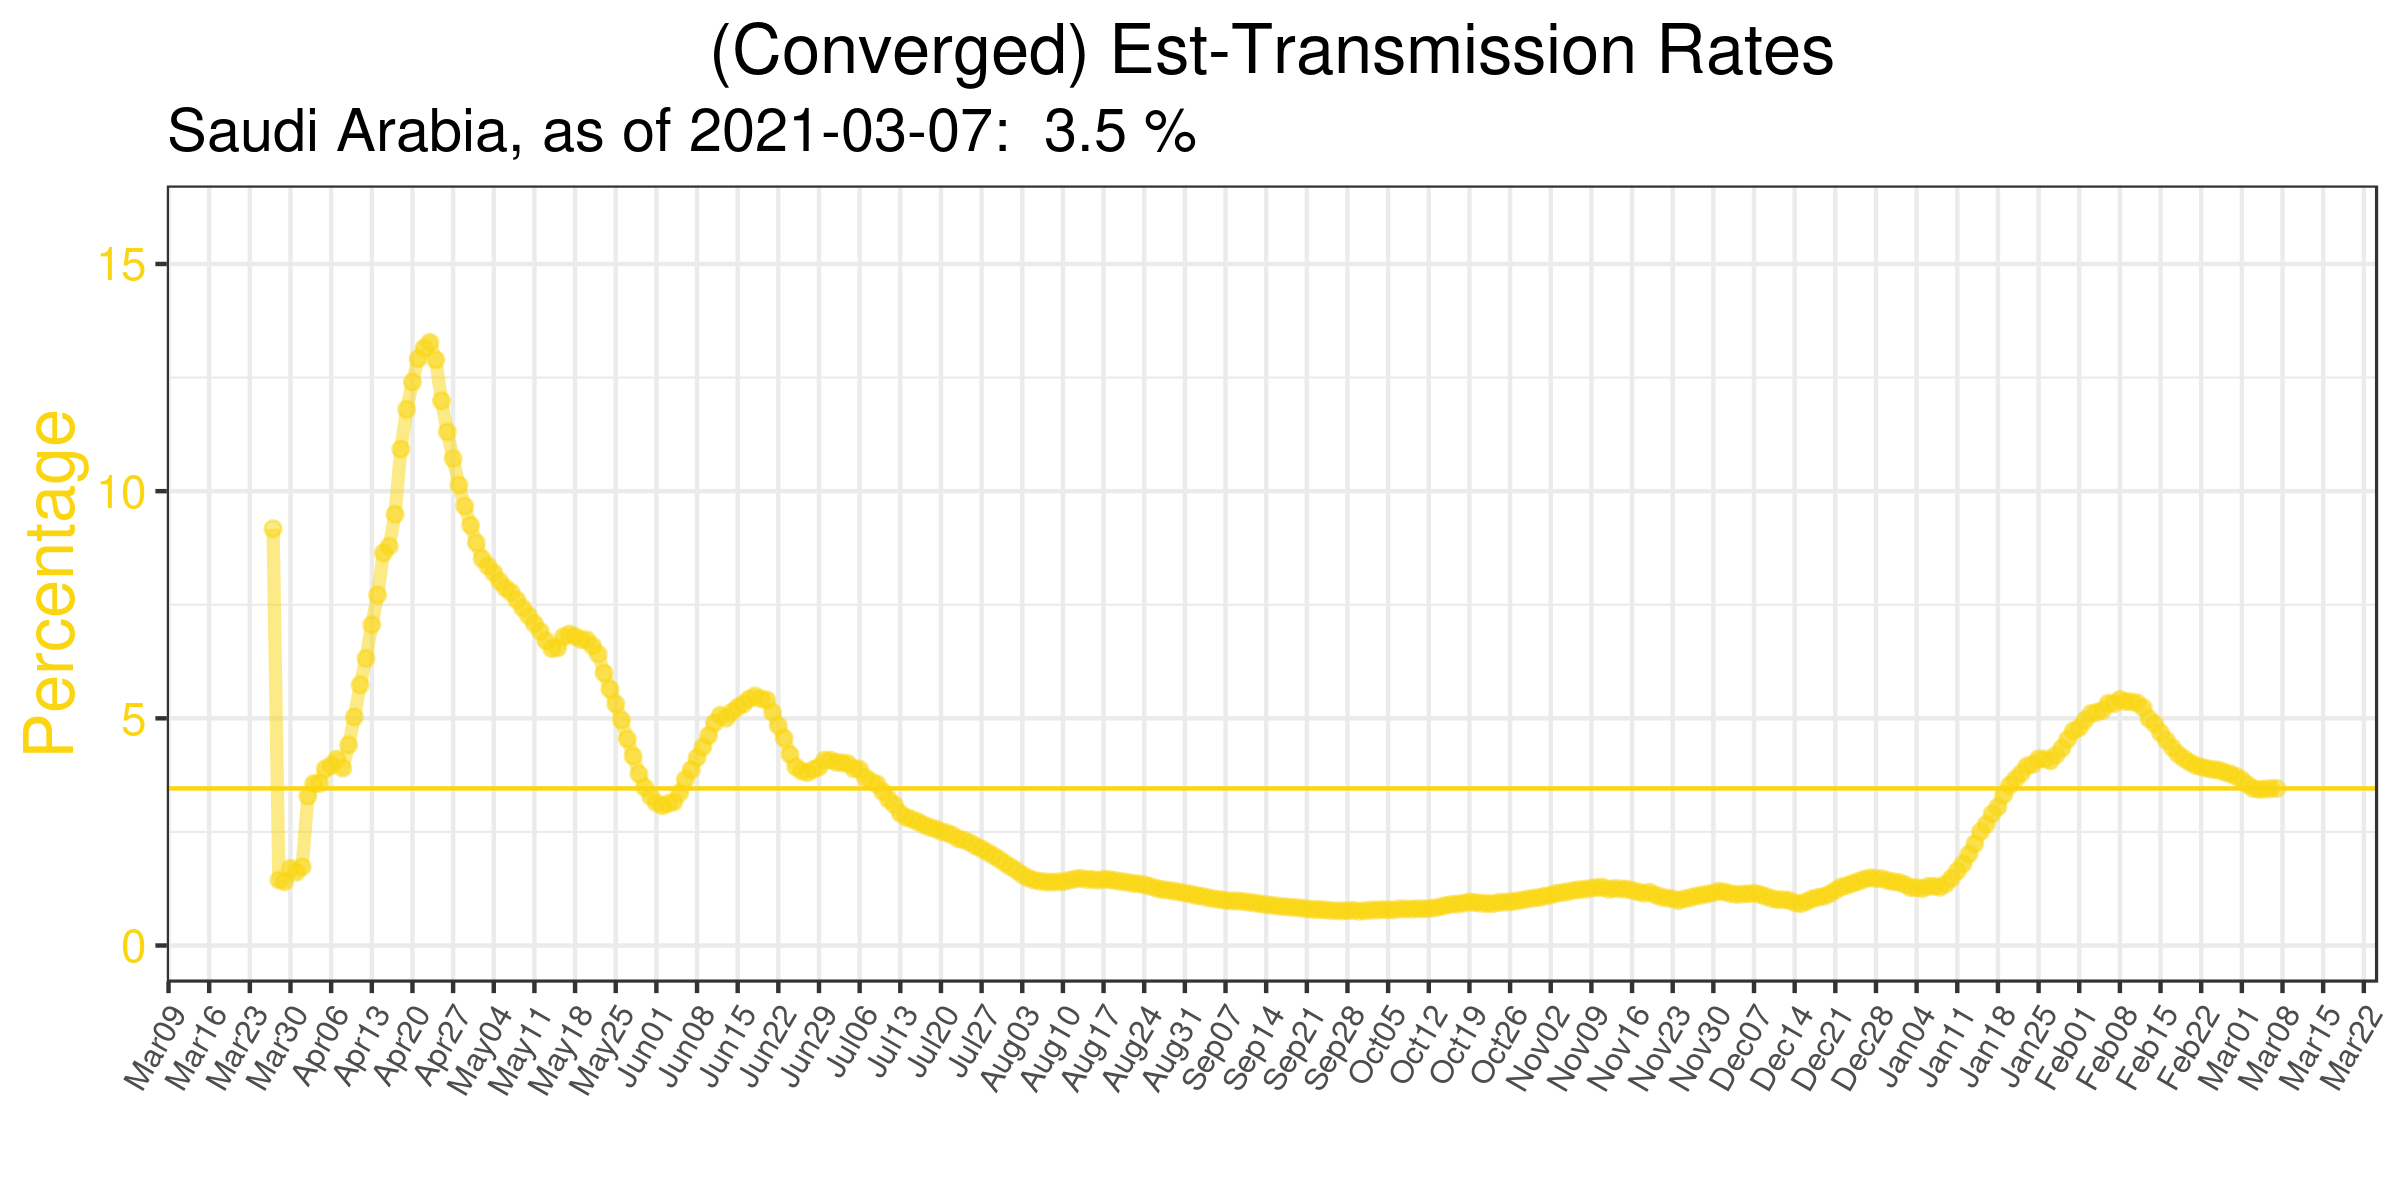 (Converged) Est-Transmission Rates
Saudi Arabia, as of 2021-03-07:  3.5 %
Percentage
15
10
5
0
Mar09
Mar16
Mar23
Mar30
Apr06
Apr13
Apr20
Apr27
May04
May11
May18
May25
Jun01
Jun08
Jun15
Jun22
Jun29
Jul06
Jul13
Jul20
Jul27
Aug03
Aug10
Aug17
Aug24
Aug31
Sep07
Sep14
Sep21
Sep28
Oct05
Oct12
Oct19
Oct26
Nov02
Nov09
Nov16
Nov23
Nov30
Dec07
Dec14
Dec21
Dec28
Jan04
Jan11
Jan18
Jan25
Feb01
Feb08
Feb15
Feb22
Mar01
Mar08
Mar15
Mar22